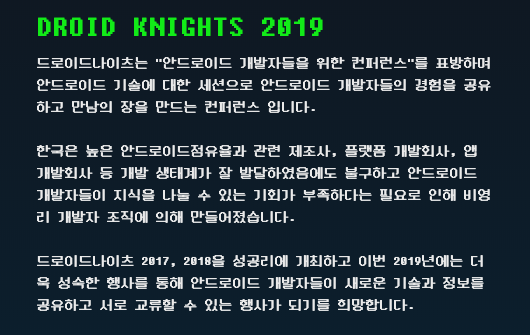 DROID KNIGHTS 2019
드로이드나이츠는 "안드로이드 개발자들을 위한 컨퍼런스"를 표방하며
안드로이드 기술에 대한 세션으로 안드로이드 개발자들의 경험을 공유
하고 만남의 장을 만드는 컨퍼런스 입니다.
한국은 높은 안드로이드점유율과 관련 제조사, 플랫폼 개발회사, 앱
개발회사 등 개발 생태계가 잘 발달하였음에도 불구하고 안드로이드
개발자들이 지식을 나눌 수 있는 기회가 부족하다는 필요로 인해 비영
리 개발자 조직에 의해 만들어졌습니다.
드로이드나이츠 2017, 2018을 성공리에 개최하고 이번 2019년에는 더
욱 성숙한 행사를 통해 안드로이드 개발자들이 새로운 기술과 정보를
공유하고 서로 교류할 수 있는 행사가 되기를 희망합니다.